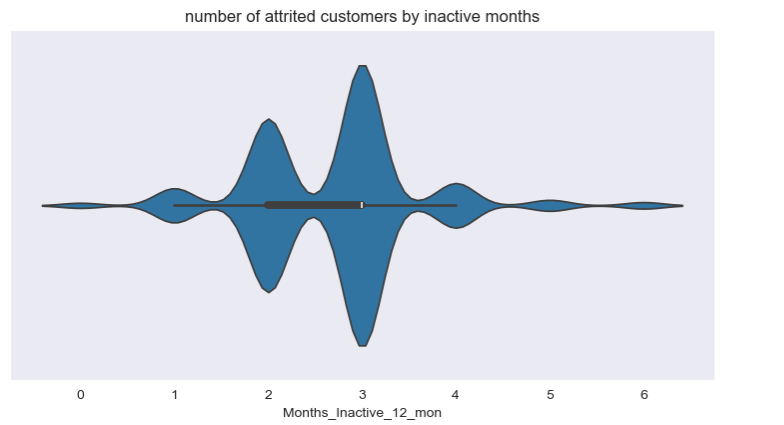 number of attrited customers by inactive months
0 1 2 3 4 5 6
Months_Inactive_12_mon